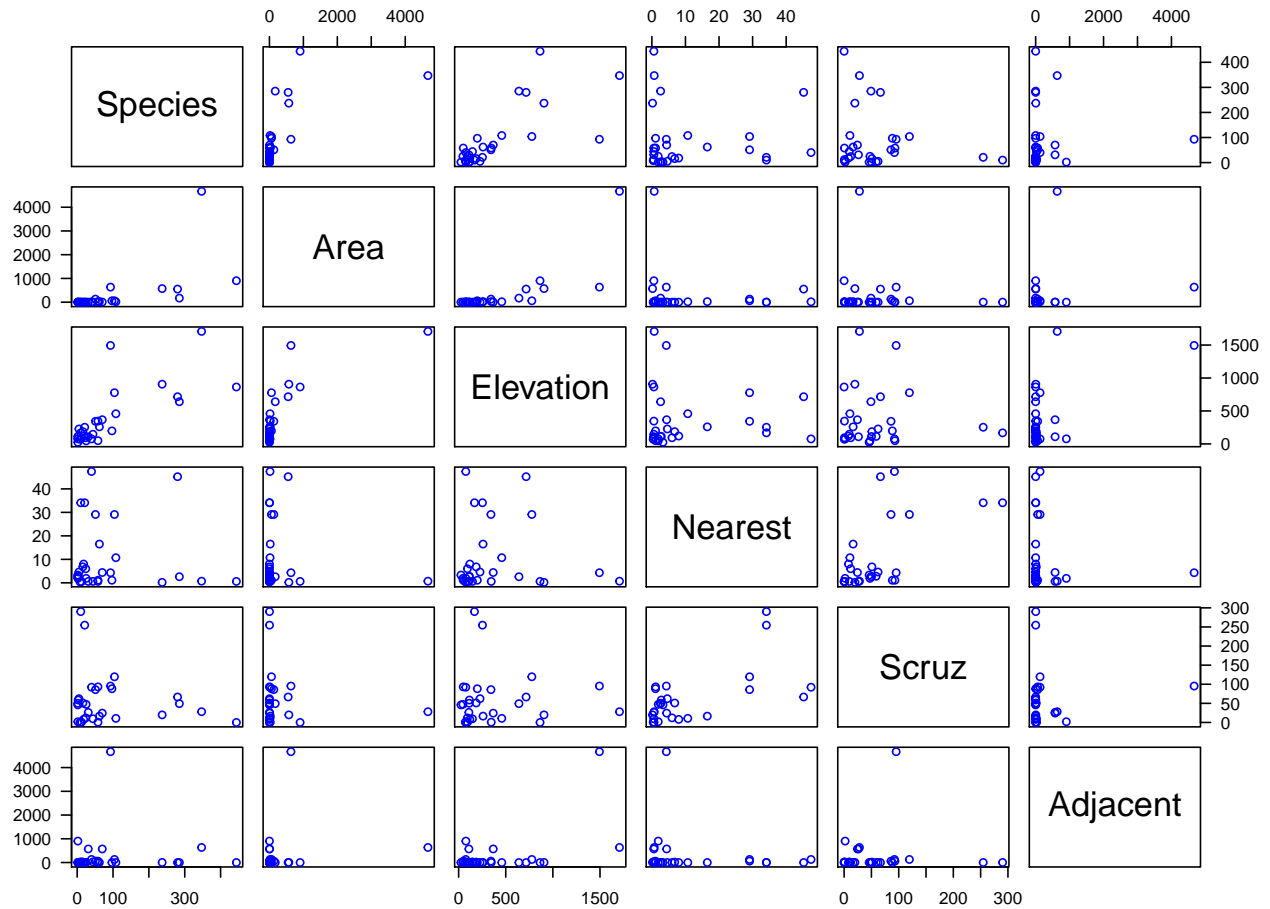 0 2000 4000 0 10 20 30 40 0 2000 4000
Species
0 100 200 300 400
Area
0 1000 2000 3000 4000
Elevation
0 500 1000 1500
Nearest
0 10 20 30 40
Scruz
0 50 100 150 200 250 300
Adjacent
0 1000 2000 3000 4000
0 100 300 0 500 1500 0 100 200 300